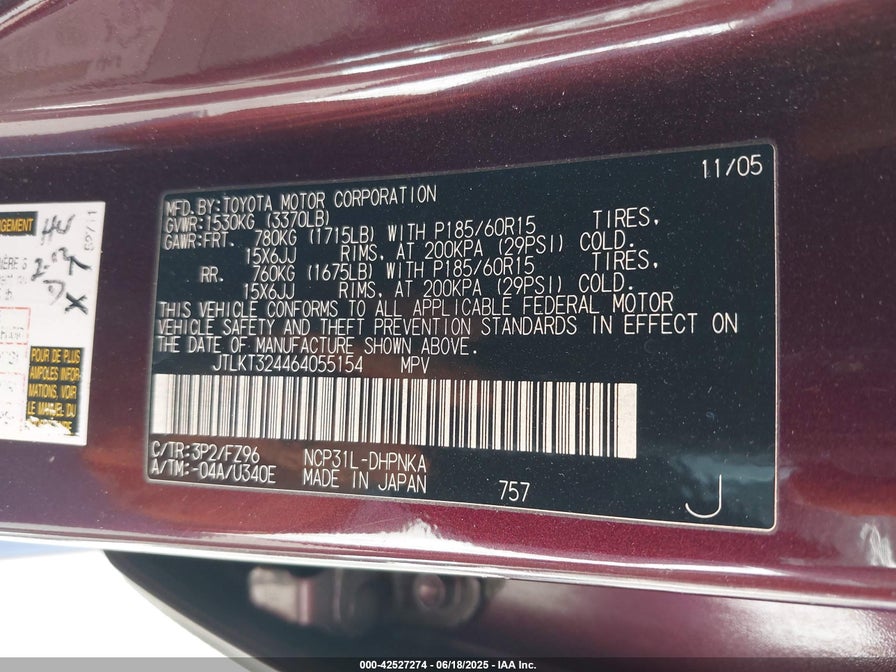 11/05
MFD.BY:TOYOTA MOTOR CORPORATION
GVWR:1530KG (3370LB)
GAWR:FRT. 780KG (1715LB) WITH P185/60R15 TIRES,
15X6JJ RIMS, AT 200KPA (29PSI) COLD.
RR. 760KG (1675LB) WITH P185/60R15 TIRES,
15X6JJ RIMS, AT 200KPA (29PSI) COLD.
THIS VEHICLE CONFORMS TO ALL APPLICABLE FEDERAL MOTOR
VEHICLE SAFETY AND THEFT PREVENTION STANDARDS IN EFFECT ON
THE DATE OF MANUFACTURE SHOWN ABOVE.
JTLKT324464055154 MPV
C/TR:3P2/FZ96 NCP31L-DHPNKA
A/TM:-04A/U340E MADE IN JAPAN 757 J
POUR DE PLUS
AMPLES INFOR-
MATIONS, VOIR
LE MANUEL DU
000-42527274 - 06/18/2025 - IAA Inc.